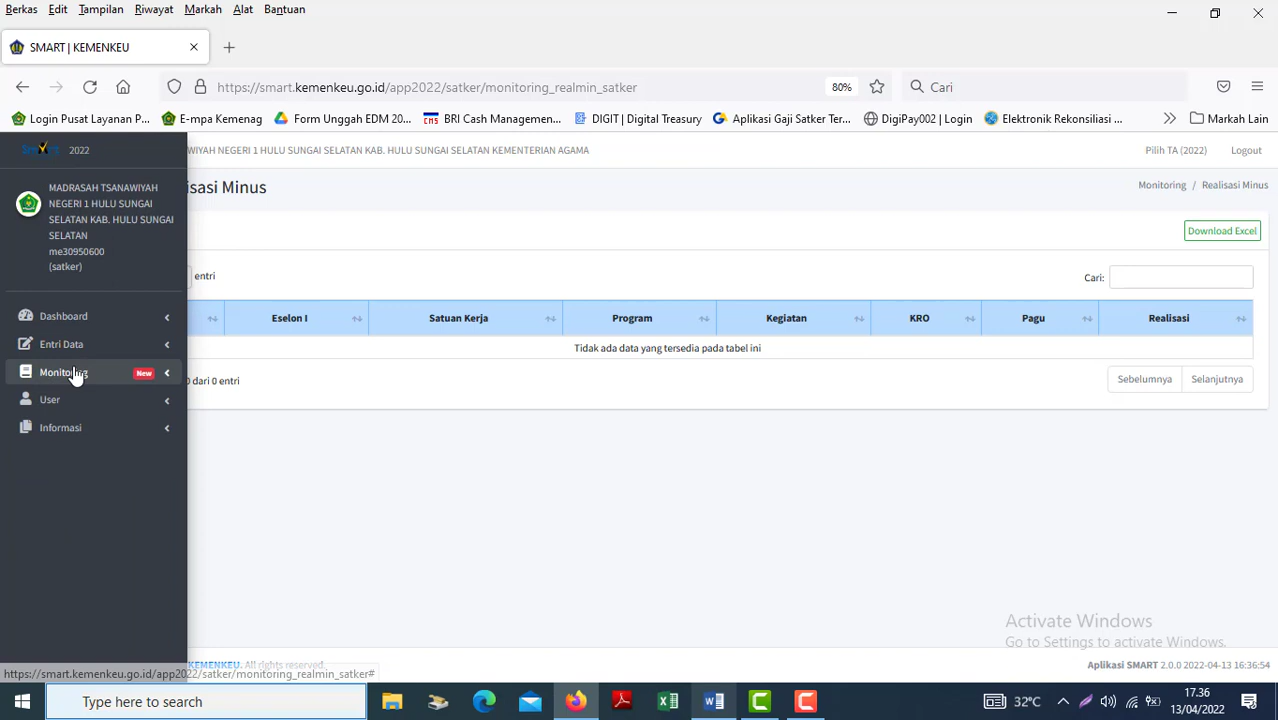 Berkas Edit Tampilan Riwayat Markah Alat Bantuan
SMART | KEMENKEU
https://smart.kemenkeu.go.id/app2022/satker/monitoring_realmin_satker 80% Cari
Login Pusat Layanan P... E-mpa Kemenag Form Unggah EDM 20... BRI Cash Managemen... DIGIT | Digital Treasury Aplikasi Gaji Satker Ter... DigiPay002 | Login Elektronik Rekonsiliasi ... Markah Lain
2022 WIYAH NEGERI 1 HULU SUNGAI SELATAN KAB. HULU SUNGAI SELATAN KEMENTERIAN AGAMA Pilih TA (2022) Logout
MADRASAH TSANAWIYAH
NEGERI 1 HULU SUNGAI
SELATAN KAB. HULU SUNGAI
SELATAN
me30950600
(satker)
isasi Minus Monitoring / Realisasi Minus
Download Excel
entri Cari:
Eselon I Satuan Kerja Program Kegiatan KRO Pagu Realisasi
Tidak ada data yang tersedia pada tabel ini
0 dari 0 entri Sebelumnya Selanjutnya
Dashboard
Entri Data
Monitoring New
User
Informasi
Activate Windows
Go to Settings to activate Windows.
KEMENKEU. All rights reserved. Aplikasi SMART 2.0.0 2022-04-13 16:36:54
https://smart.kemenkeu.go.id/app2022/satker/monitoring_realmin_satker#
Type here to search 32°C 17.36
13/04/2022